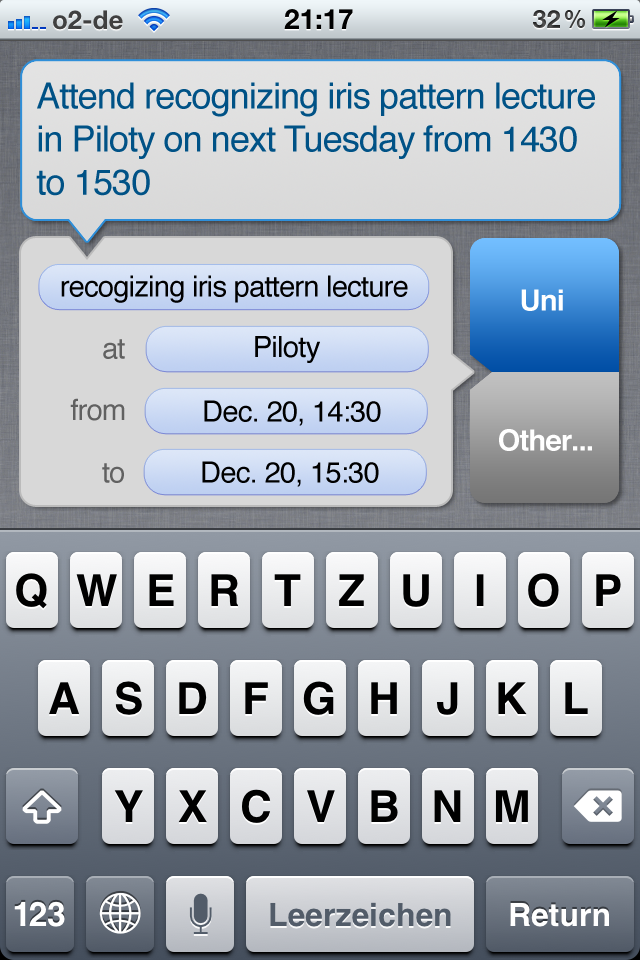 o2-de 21:17 32 %
Attend recognizing iris pattern lecture
in Piloty on next Tuesday from 1430
to 1530
recogizing iris pattern lecture
at Piloty
from Dec. 20, 14:30
to Dec. 20, 15:30
Uni
Other...
Q W E R T Z U I O P
A S D F G H J K L
Y X C V B N M
123 Leerzeichen Return